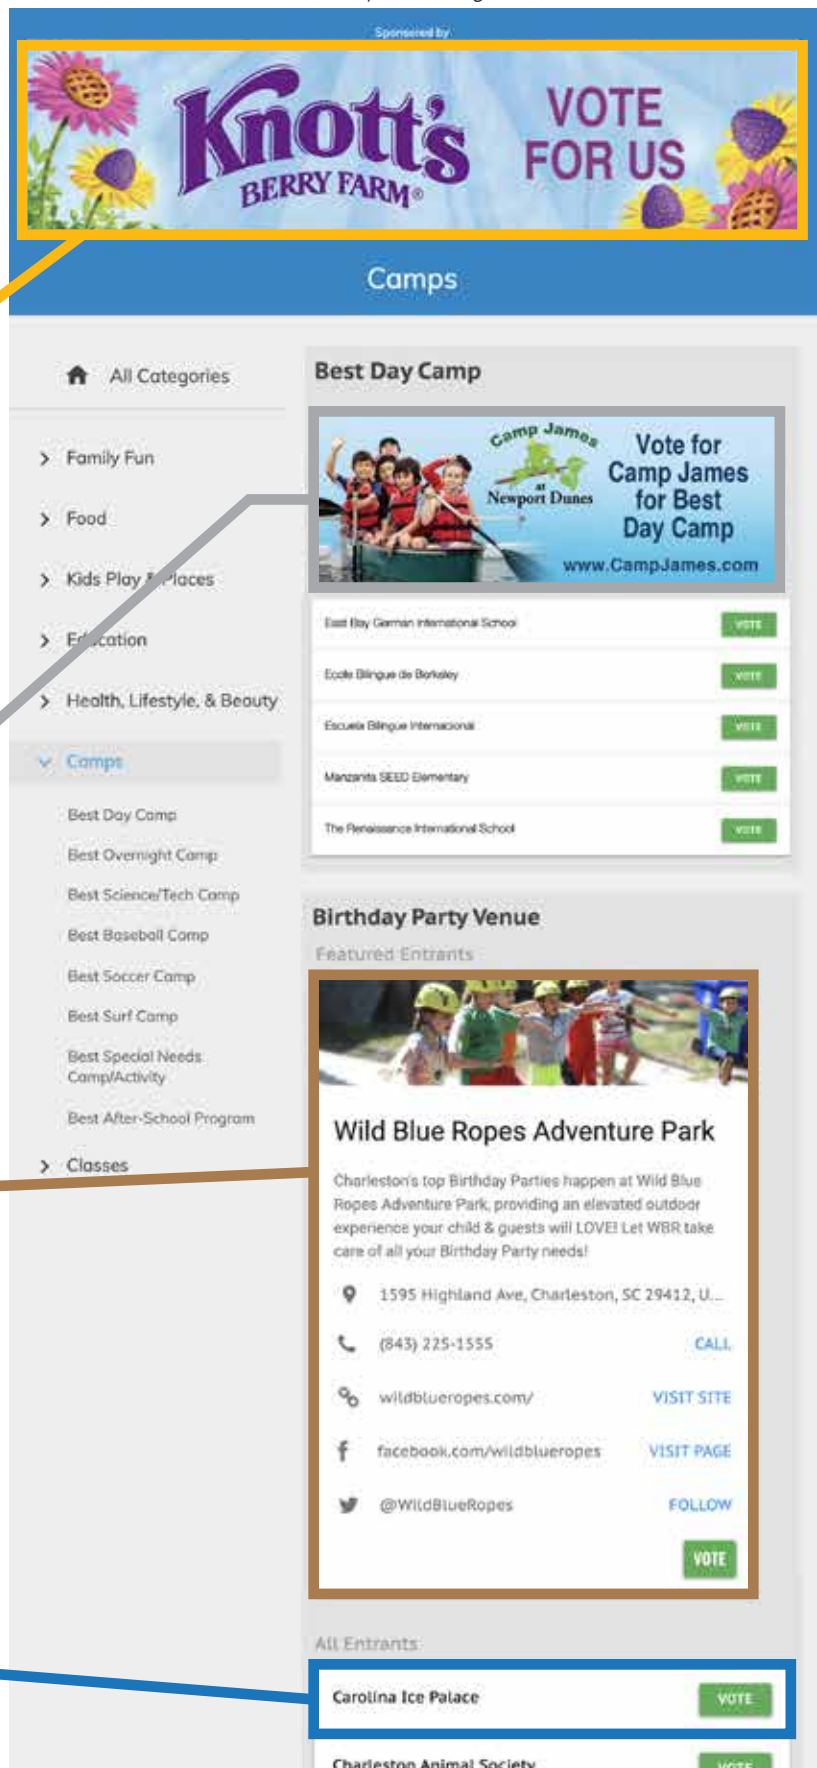 Sponsored by
Knott's
BERRY FARM®
VOTE
FOR US
Camps
All Categories
Family Fun
Food
Kids Play & Places
Education
Health, Lifestyle, & Beauty
Camps
Best Day Camp
Best Overnight Camp
Best Science/Tech Camp
Best Baseball Camp
Best Soccer Camp
Best Surf Camp
Best Special Needs
Camp/Activity
Best After-School Program
Classes
Best Day Camp
Camp James
at
Newport Dunes
Vote for
Camp James
for Best
Day Camp
www.CampJames.com
East Bay German International School VOTE
Ecole Bilingue de Berkeley VOTE
Escuela Bilingue Internacional VOTE
Manzanita SEED Elementary VOTE
The Renaissance International School VOTE
Birthday Party Venue
Featured Entrants
Wild Blue Ropes Adventure Park
Charleston's top Birthday Parties happen at Wild Blue
Ropes Adventure Park, providing an elevated outdoor
experience your child & guests will LOVE! Let WBR take
care of all your Birthday Party needs!
1595 Highland Ave, Charleston, SC 29412, U...
(843) 225-1555 CALL
wildblueropes.com/ VISIT SITE
facebook.com/wildblueropes VISIT PAGE
@WildBlueRopes FOLLOW
VOTE
All Entrants
Carolina Ice Palace VOTE
Charleston Animal Society VOTE